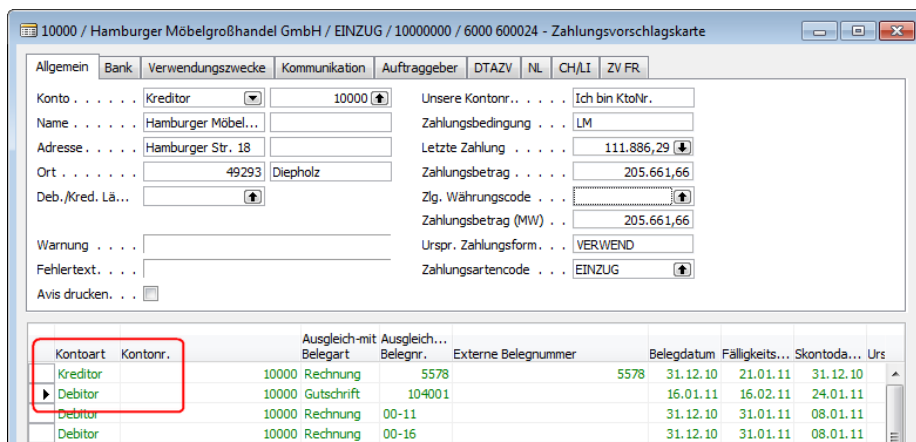 10000 / Hamburger Möbelgroßhandel GmbH / EINZUG / 10000000 / 6000 600024 - Zahlungsvorschlagskarte
Allgemein Bank Verwendungszwecke Kommunikation Auftraggeber DTAZV NL CH/LI ZV FR
Konto . . . . . . Kreditor 10000 Unsere Kontonr. . . . . . Ich bin KtoNr.
Name . . . . . . Hamburger Möbel... Zahlungsbedingung . . . LM
Adresse . . . . . Hamburger Str. 18 Letzte Zahlung . . . . . 111.886,29
Ort . . . . . . . 49293 Diepholz Zahlungsbetrag . . . . . 205.661,66
Deb./Kred. Lä... Zlg. Währungscode . . .
Zahlungsbetrag (MW) . . 205.661,66
Warnung . . . . Urspr. Zahlungsform. . . VERWEND
Fehlertext. . . . Zahlungsartencode . . . EINZUG
Avis drucken. . .
Kontoart Kontonr. Ausgleich-mit Belegart Ausgleich... Belegnr. Externe Belegnummer Belegdatum Fälligkeits... Skontoda... Urs
Kreditor 10000 Rechnung 5578 5578 31.12.10 21.01.11 31.12.10
Debitor 10000 Gutschrift 104001 16.01.11 16.02.11 24.01.11
Debitor 10000 Rechnung 00-11 31.12.10 31.01.11 08.01.11
Debitor 10000 Rechnung 00-16 31.12.10 31.01.11 08.01.11